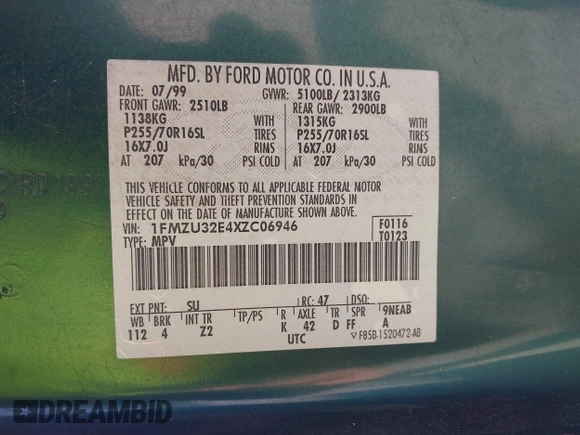 MFD. BY FORD MOTOR CO. IN U.S.A.
DATE: 07/99 GVWR: 5100LB/ 2313KG
FRONT GAWR: 2510LB REAR GAWR: 2900LB
1138KG WITH 1315KG WITH
P255/70R16SL TIRES P255/70R16SL TIRES
16X7.0J RIMS 16X7.0J RIMS
AT 207 kPa/30 PSI COLD AT 207 kPa/30 PSI COLD
THIS VEHICLE CONFORMS TO ALL APPLICABLE FEDERAL MOTOR
VEHICLE SAFETY AND THEFT PREVENTION STANDARDS IN
EFFECT ON THE DATE OF MANUFACTURE SHOWN ABOVE.
VIN: 1FMZU32E4XZC06946 F0116
TYPE: MPV T0123
EXT PNT: SU RC: 47 DSO:
WB BRK INT TR TP/PS R AXLE TR SPR 9NEAB
112 4 Z2 K 42 D FF A
UTC ▽F85B-1520472-AB
DREAMBID